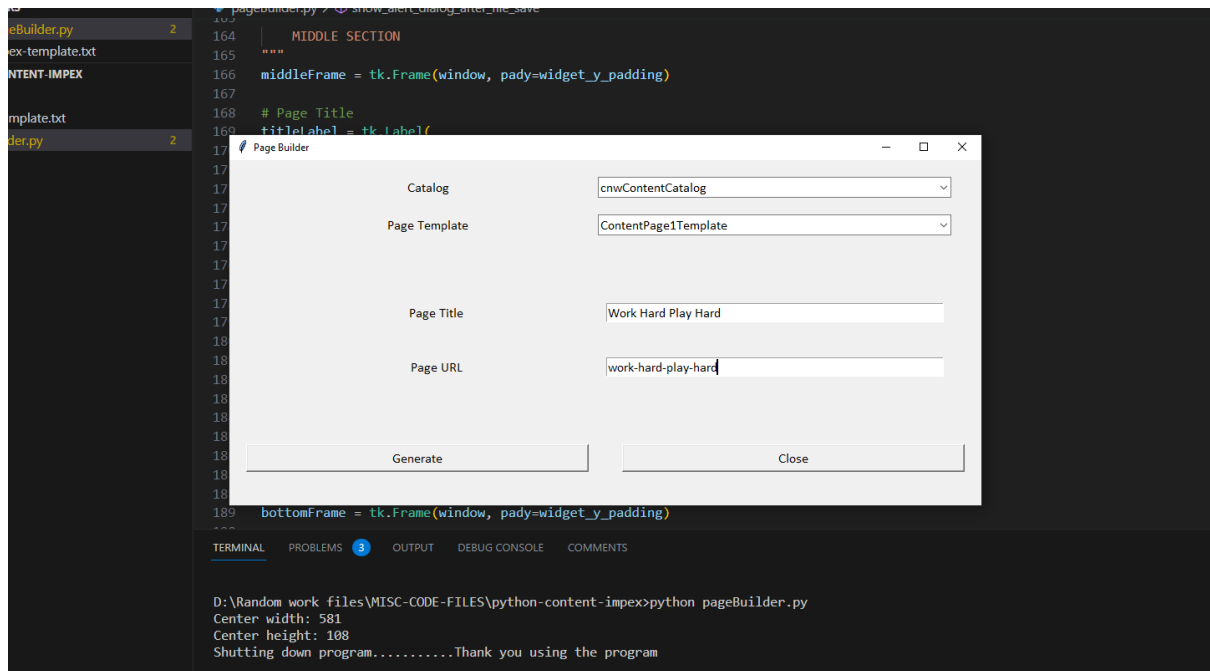 pageBuilder.py > show_alert_dialog_after_file_save
eBuilder.py 2
ex-template.txt
NTENT-IMPEX
mplate.txt
der.py 2
164 MIDDLE SECTION
165 """
166 middleFrame = tk.Frame(window, pady=widget_y_padding)
167
168 # Page Title
169 titleLabel = tk.Label(
Page Builder
Catalog cnwContentCatalog
Page Template ContentPage1Template
Page Title Work Hard Play Hard
Page URL work-hard-play-hard
Generate Close
189 bottomFrame = tk.Frame(window, pady=widget_y_padding)
TERMINAL PROBLEMS 3 OUTPUT DEBUG CONSOLE COMMENTS
D:\Random work files\MISC-CODE-FILES\python-content-impex>python pageBuilder.py
Center width: 581
Center height: 108
Shutting down program...........Thank you using the program